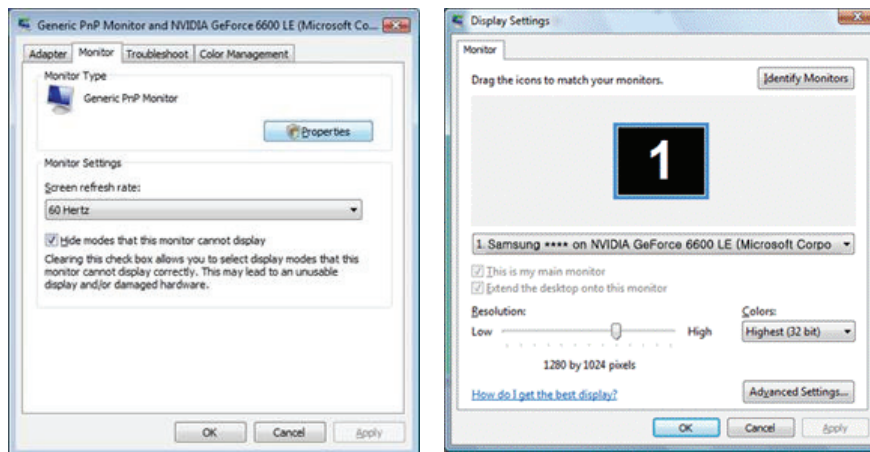 Generic PnP Monitor and NVIDIA GeForce 6600 LE (Microsoft Co...
Adapter Monitor Troubleshoot Color Management
Monitor Type
Generic PnP Monitor
Properties
Monitor Settings
Screen refresh rate:
60 Hertz
Hide modes that this monitor cannot display
Clearing this check box allows you to select display modes that this
monitor cannot display correctly. This may lead to an unusable
display and/or damaged hardware.
OK Cancel Apply
Display Settings
Monitor
Drag the icons to match your monitors.
Identify Monitors
1
1. Samsung **** on NVIDIA GeForce 6600 LE (Microsoft Corpo
This is my main monitor
Extend the desktop onto this monitor
Resolution:
Low High
1280 by 1024 pixels
Colors:
Highest (32 bit)
How do I get the best display?
Advanced Settings...
OK Cancel Apply